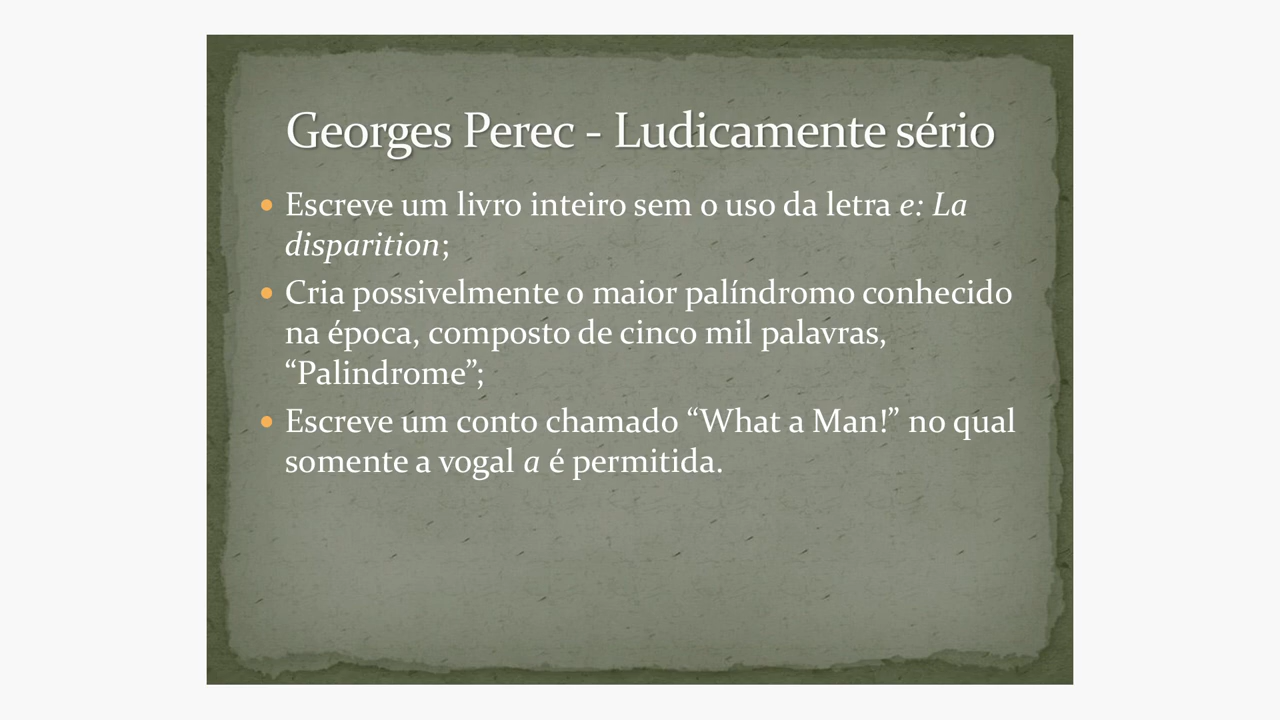 Georges Perec - Ludicamente sério
Escreve um livro inteiro sem o uso da letra e: La
disparition;
Cria possivelmente o maior palíndromo conhecido
na época, composto de cinco mil palavras,
“Palindrome”;
Escreve um conto chamado “What a Man!” no qual
somente a vogal a é permitida.